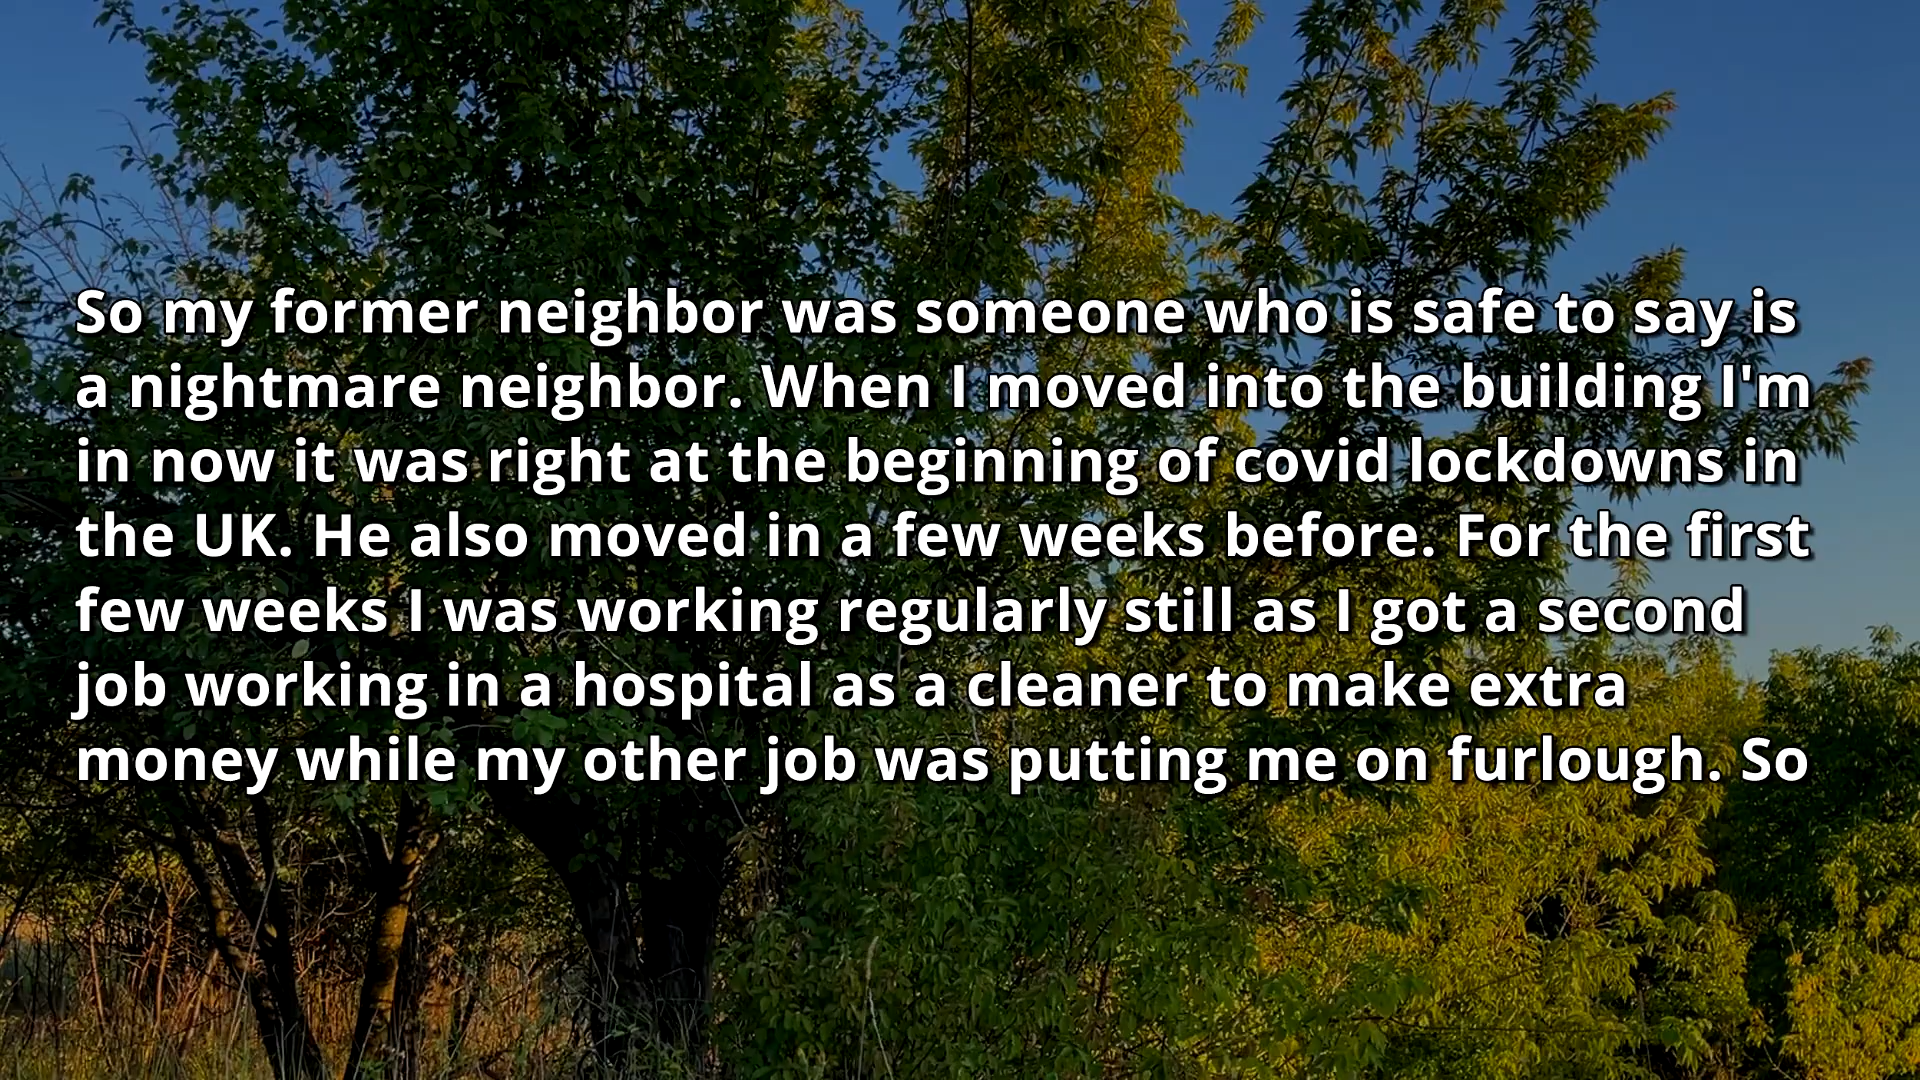 So my former neighbor was someone who is safe to say is
a nightmare neighbor. When I moved into the building I'm
in now it was right at the beginning of covid lockdowns in
the UK. He also moved in a few weeks before. For the first
few weeks I was working regularly still as I got a second
job working in a hospital as a cleaner to make extra
money while my other job was putting me on furlough. So